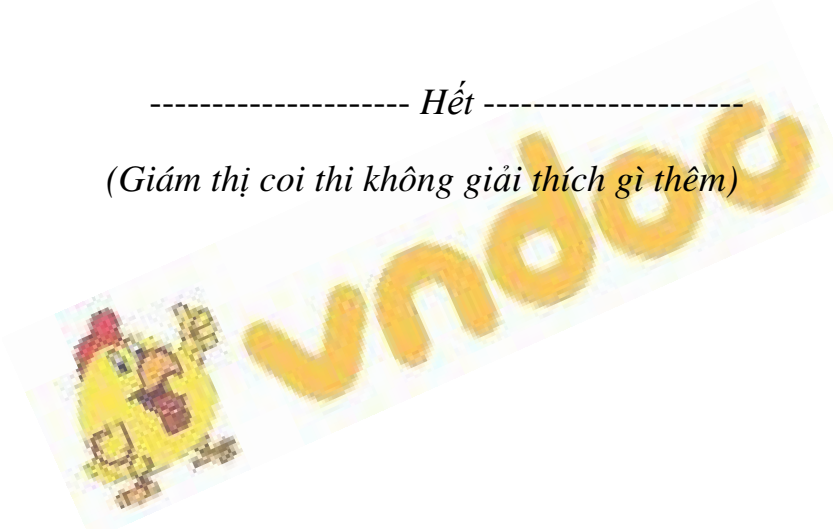 --------------------- Hết ---------------------
(Giám thị coi thi không giải thích gì thêm)
vndoc